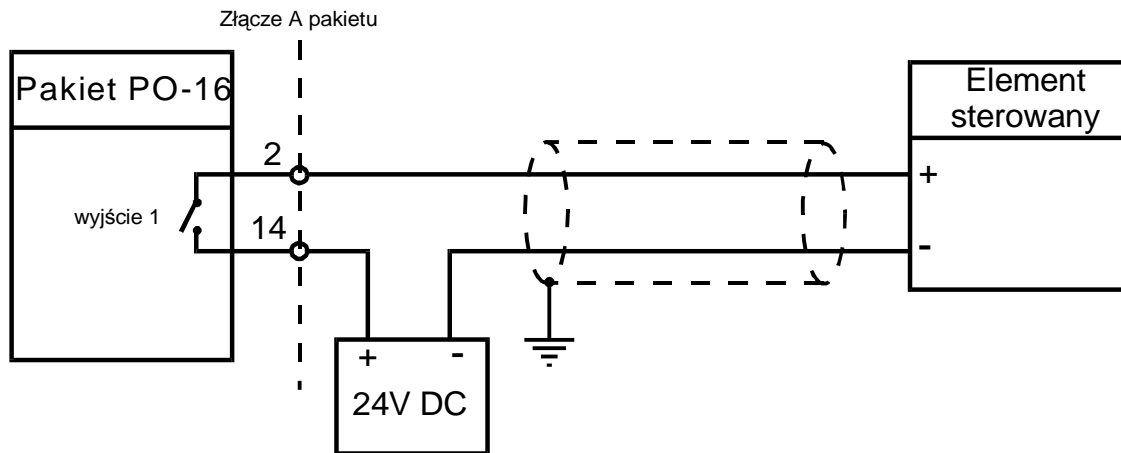 Złącze A pakietu
Pakiet PO-16
Element
sterowany
2
+
wyjście 1
14
-
+ -
24V DC